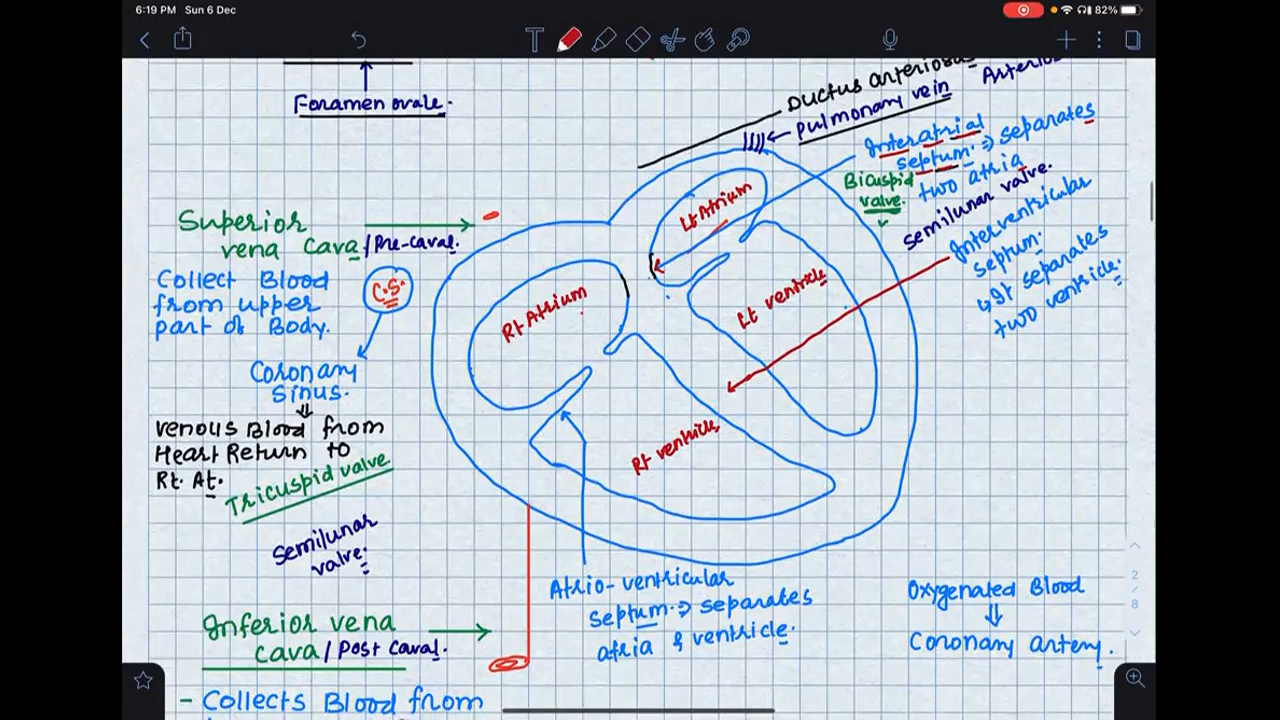 6:19 PM Sun 6 Dec
82%
Foramen ovale.
Ductus arteriosus
Pulmonary vein
Interatrial
septum. ⇒ separates
two atria
Bicuspid
valve.
semilunar valve.
Interventricular
septum.
↳ It separates
two ventricle.
Lt Atrium
Lt ventricle
Rt Atrium
Rt ventricle
Superior
vena cava /Pre-caval.
Collect Blood
from upper
part of Body.
C.S.
Coronary
Sinus.
⇓
Venous Blood from
Heart Return to
Rt. At.
Tricuspid valve.
Semilunar
valve.
Inferior vena
cava / Post caval.
- Collects Blood from
Atrio-ventricular
septum. ⇒ separates
atria & ventricle.
Oxygenated Blood
⇓
Coronary artery.
2
/
8